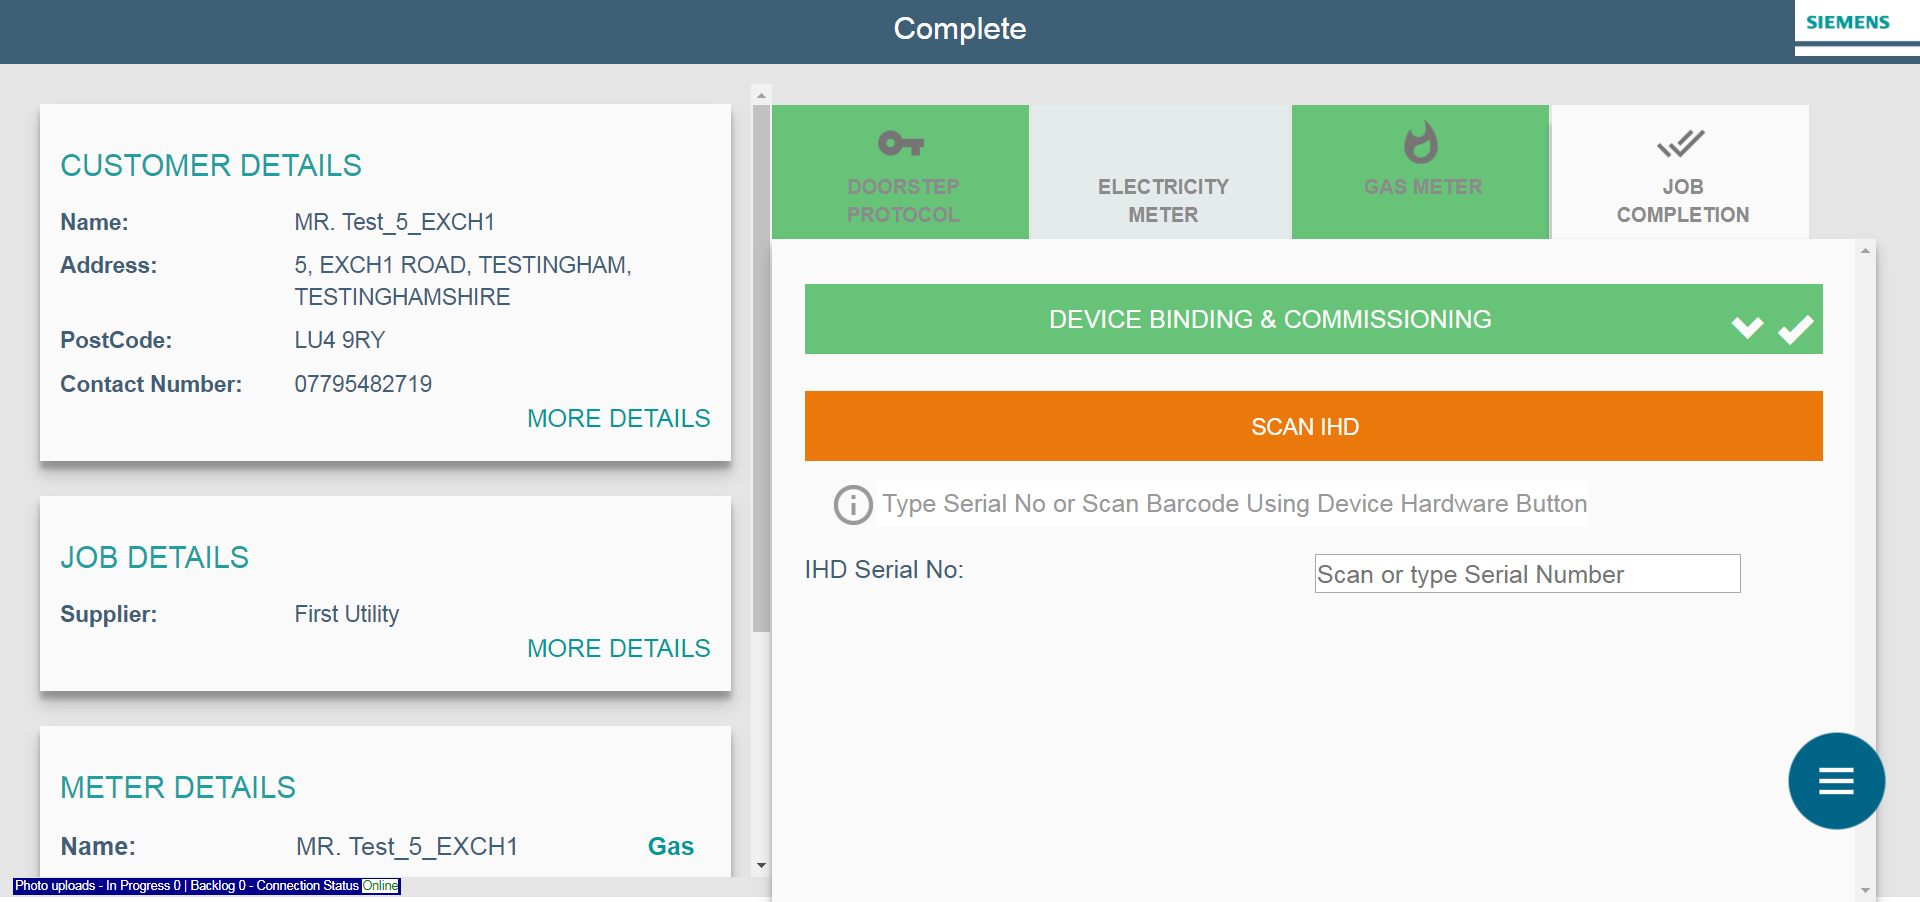 Complete
SIEMENS
CUSTOMER DETAILS
Name: MR. Test_5_EXCH1
Address: 5, EXCH1 ROAD, TESTINGHAM,
TESTINGHAMSHIRE
PostCode: LU4 9RY
Contact Number: 07795482719
MORE DETAILS
JOB DETAILS
Supplier: First Utility
MORE DETAILS
METER DETAILS
Name: MR. Test_5_EXCH1 Gas
Photo uploads - In Progress 0 | Backlog 0 - Connection Status Online
DOORSTEP
PROTOCOL
ELECTRICITY
METER
GAS METER
JOB
COMPLETION
DEVICE BINDING & COMMISSIONING
SCAN IHD
Type Serial No or Scan Barcode Using Device Hardware Button
IHD Serial No: Scan or type Serial Number